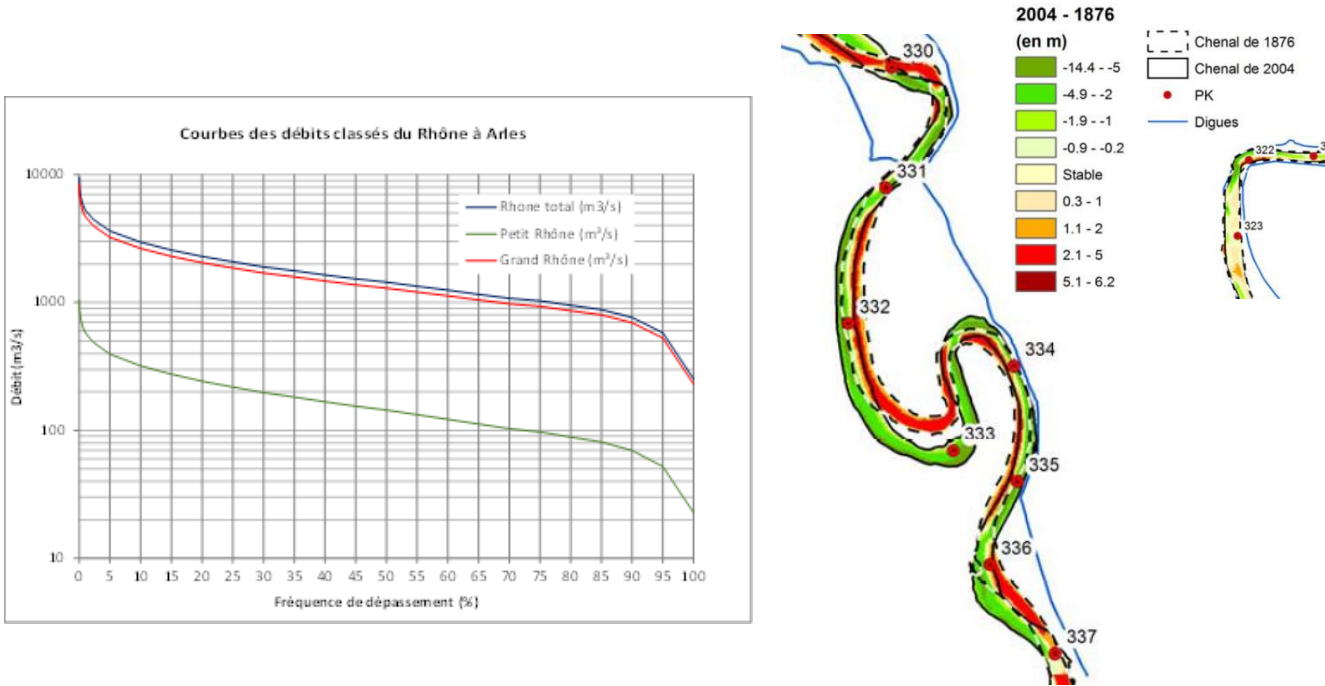 Courbes des débits classés du Rhône à Arles
10000
1000
100
10
Débit (m3/s)
Rhone total (m3/s)
Petit Rhône (m³/s)
Grand Rhône (m³/s)
0 5 10 15 20 25 30 35 40 45 50 55 60 65 70 75 80 85 90 95 100
Fréquence de dépassement (%)
2004 - 1876
(en m)
-14.4 - -5
-4.9 - -2
-1.9 - -1
-0.9 - -0.2
Stable
0.3 - 1
1.1 - 2
2.1 - 5
5.1 - 6.2
Chenal de 1876
Chenal de 2004
PK
Digues
330
331
332
333
334
335
336
337
322
323